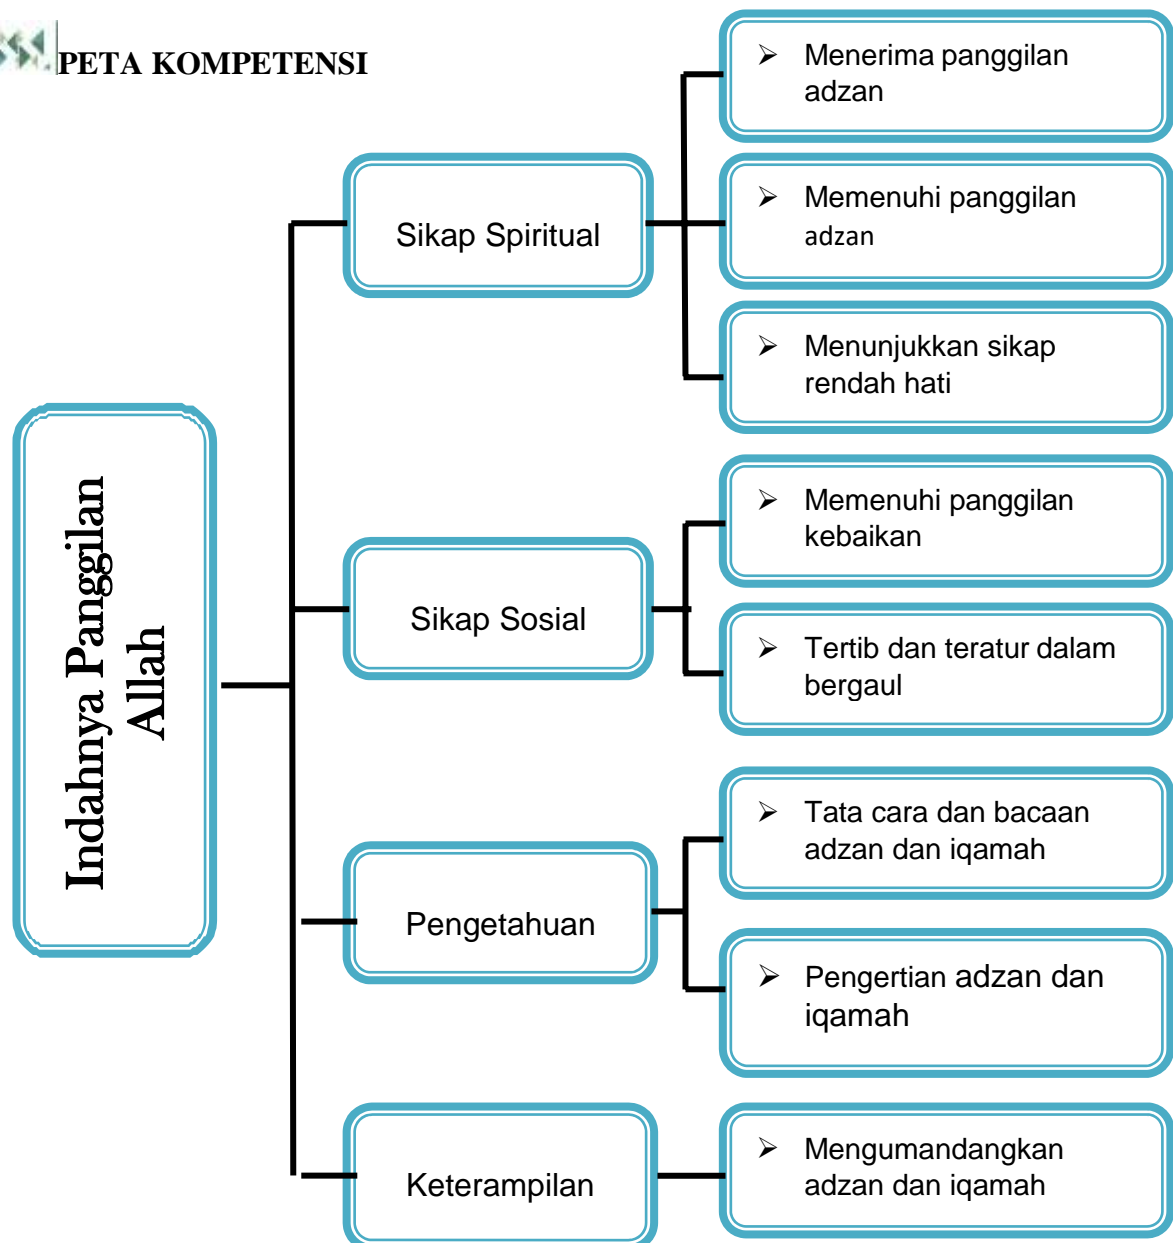 PETA KOMPETENSI
Indahnya Panggilan
Allah
Sikap Spiritual
➢ Menerima panggilan
adzan
➢ Memenuhi panggilan
adzan
➢ Menunjukkan sikap
rendah hati
Sikap Sosial
➢ Memenuhi panggilan
kebaikan
➢ Tertib dan teratur dalam
bergaul
Pengetahuan
➢ Tata cara dan bacaan
adzan dan iqamah
➢ Pengertian adzan dan
iqamah
Keterampilan
➢ Mengumandangkan
adzan dan iqamah